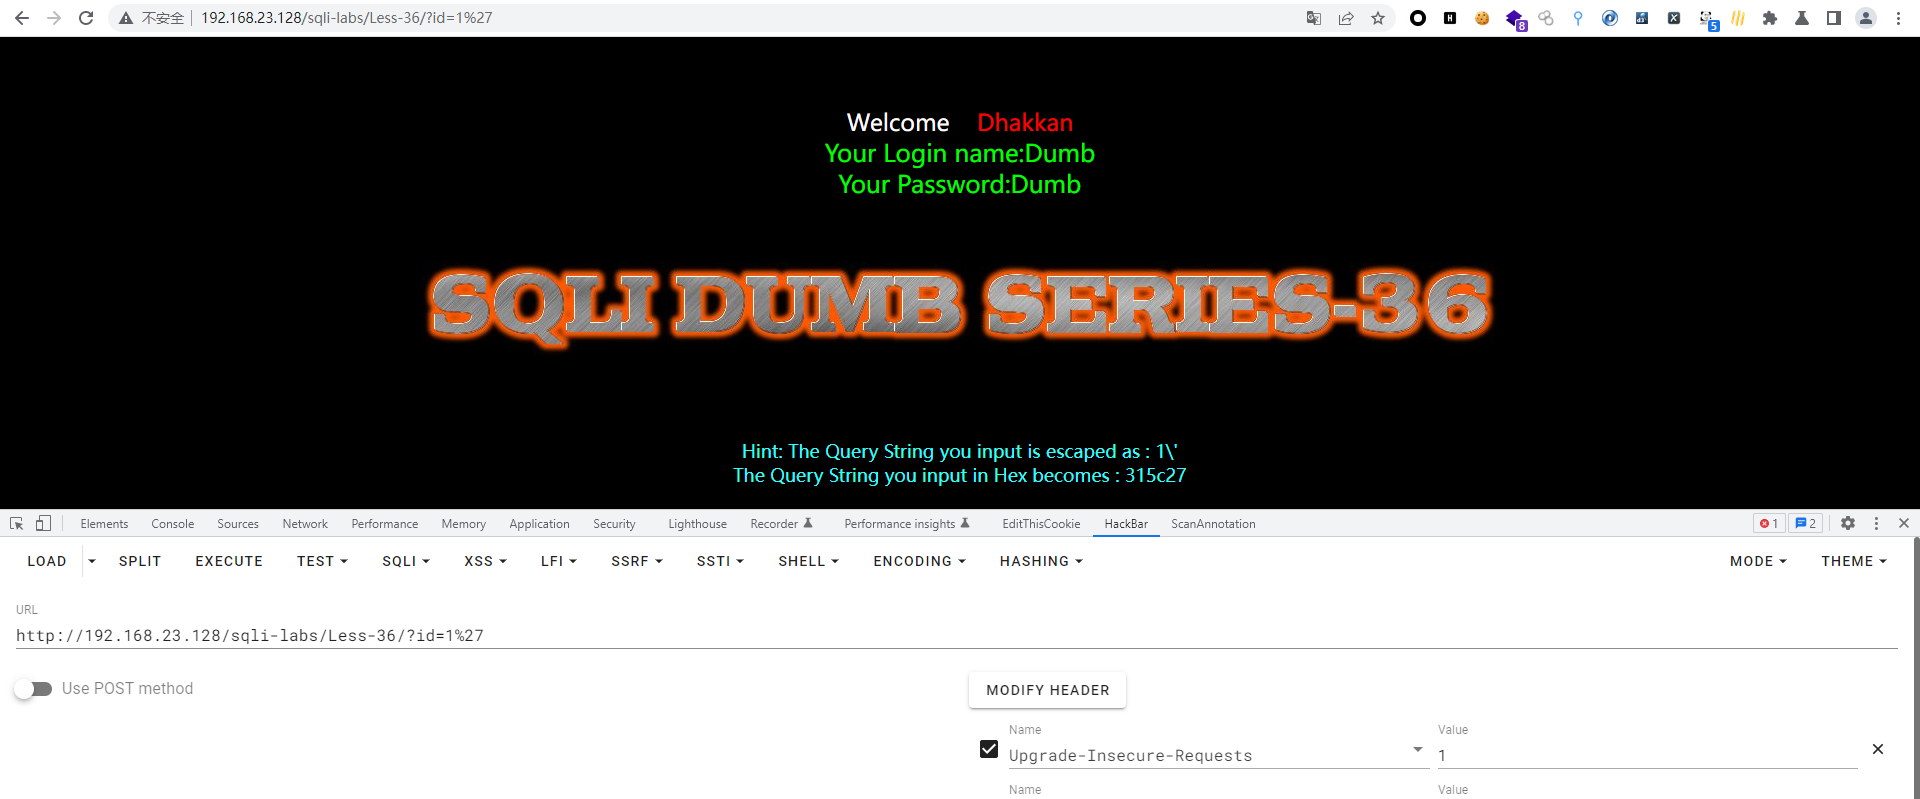 不安全 192.168.23.128/sqli-labs/Less-36/?id=1%27
8
5
Welcome Dhakkan
Your Login name:Dumb
Your Password:Dumb
SQLI DUMB SERIES-36
Hint: The Query String you input is escaped as : 1\'
The Query String you input in Hex becomes : 315c27
Elements Console Sources Network Performance Memory Application Security Lighthouse Recorder Performance insights EditThisCookie HackBar ScanAnnotation 1 2
LOAD SPLIT EXECUTE TEST SQLI XSS LFI SSRF SSTI SHELL ENCODING HASHING MODE THEME
URL
http://192.168.23.128/sqli-labs/Less-36/?id=1%27
Use POST method
MODIFY HEADER
Name Value
Upgrade-Insecure-Requests 1
Name Value